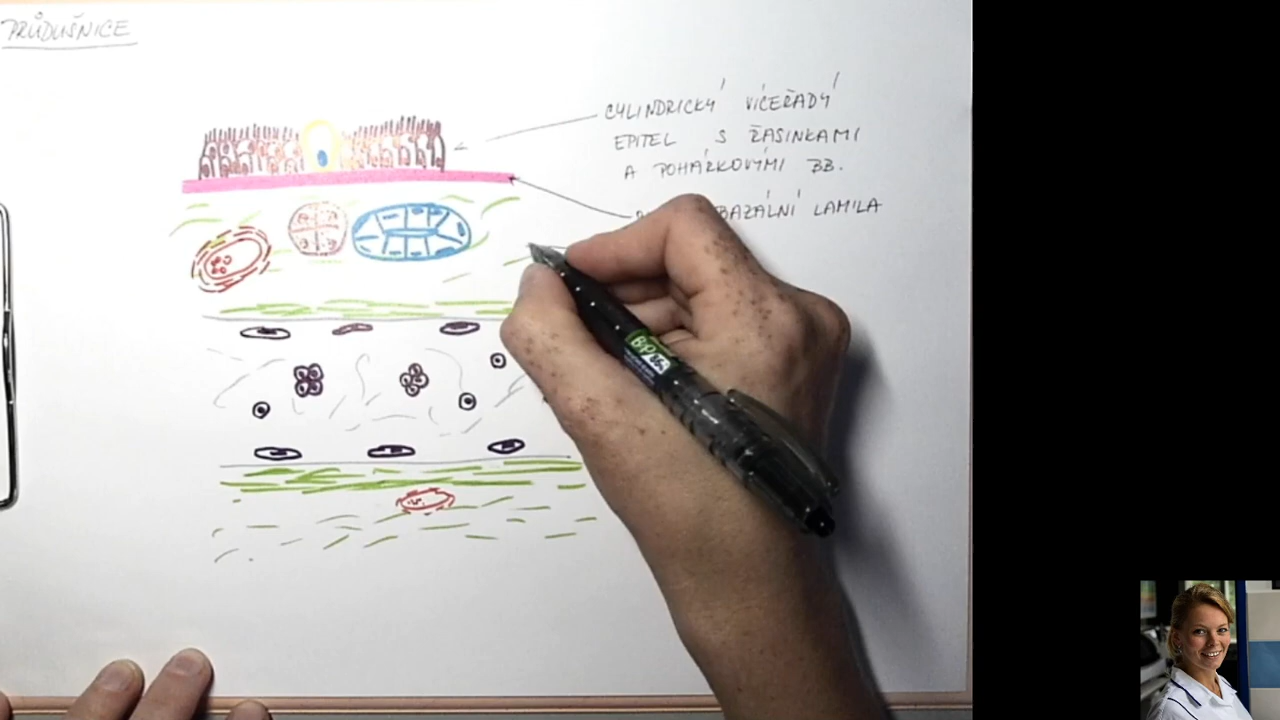 PRŮDUŠNICE
CYLINDRICKÝ VÍCEŘADÝ
EPITEL S ŘASINKAMI
A POHÁRKOVÝMI BB.
BAZÁLNÍ LAMILA